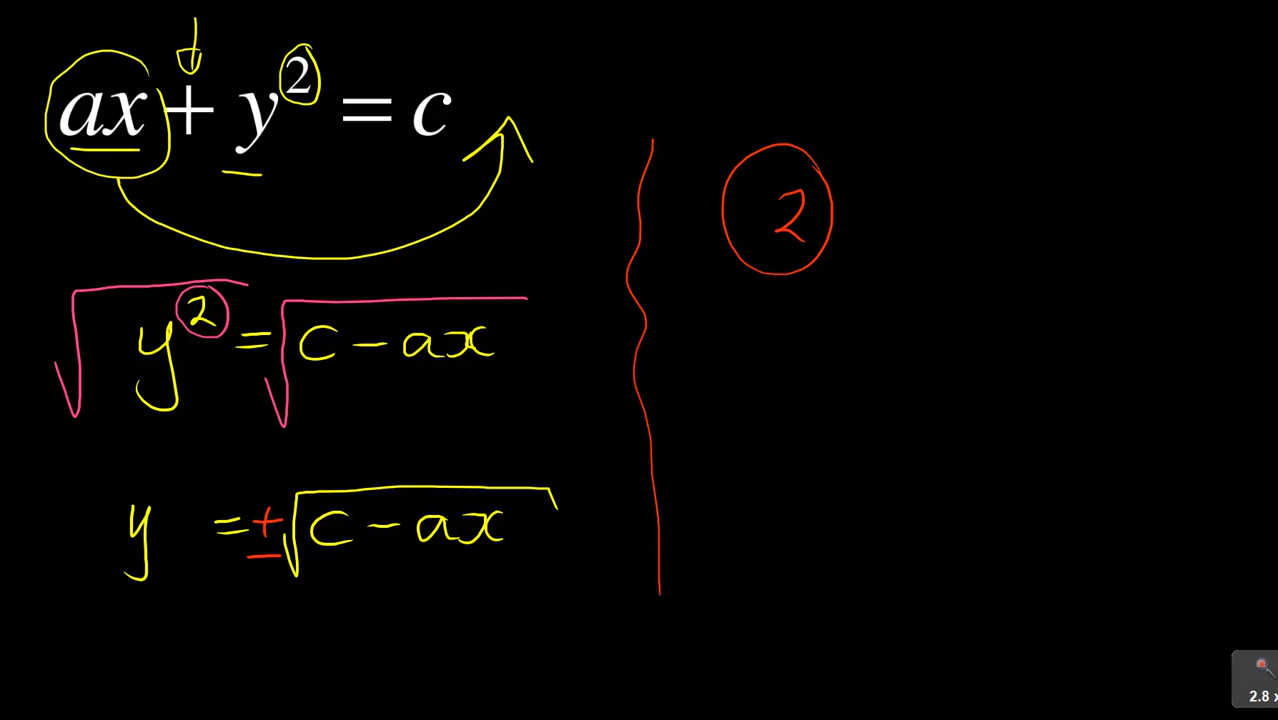 ax + y² = c
√y² = √c - ax
y = ±√c - ax
2
2.8 x